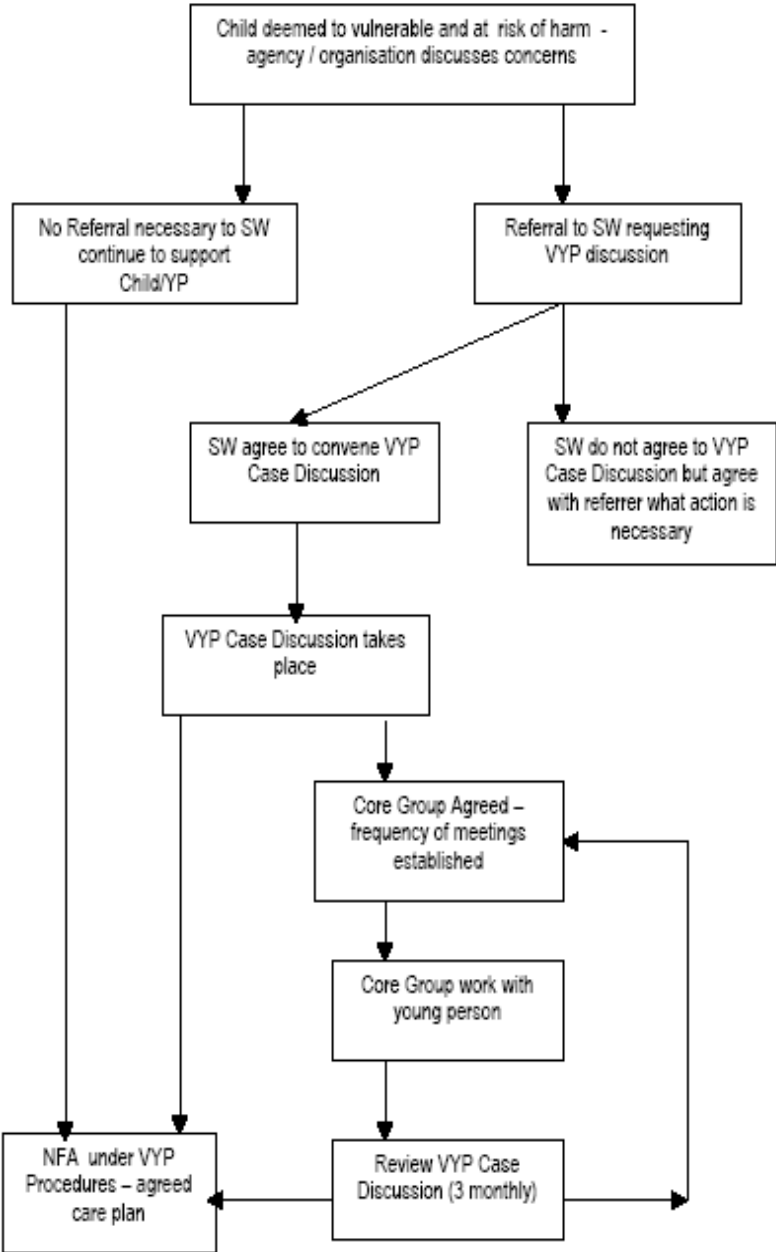 Child deemed to vulnerable and at risk of harm -
agency / organisation discusses concerns
No Referral necessary to SW
continue to support
Child/YP
Referral to SW requesting
VYP discussion
SW agree to convene VYP
Case Discussion
SW do not agree to VYP
Case Discussion but agree
with referrer what action is
necessary
VYP Case Discussion takes
place
Core Group Agreed –
frequency of meetings
established
Core Group work with
young person
NFA under VYP
Procedures – agreed
care plan
Review VYP Case
Discussion (3 monthly)